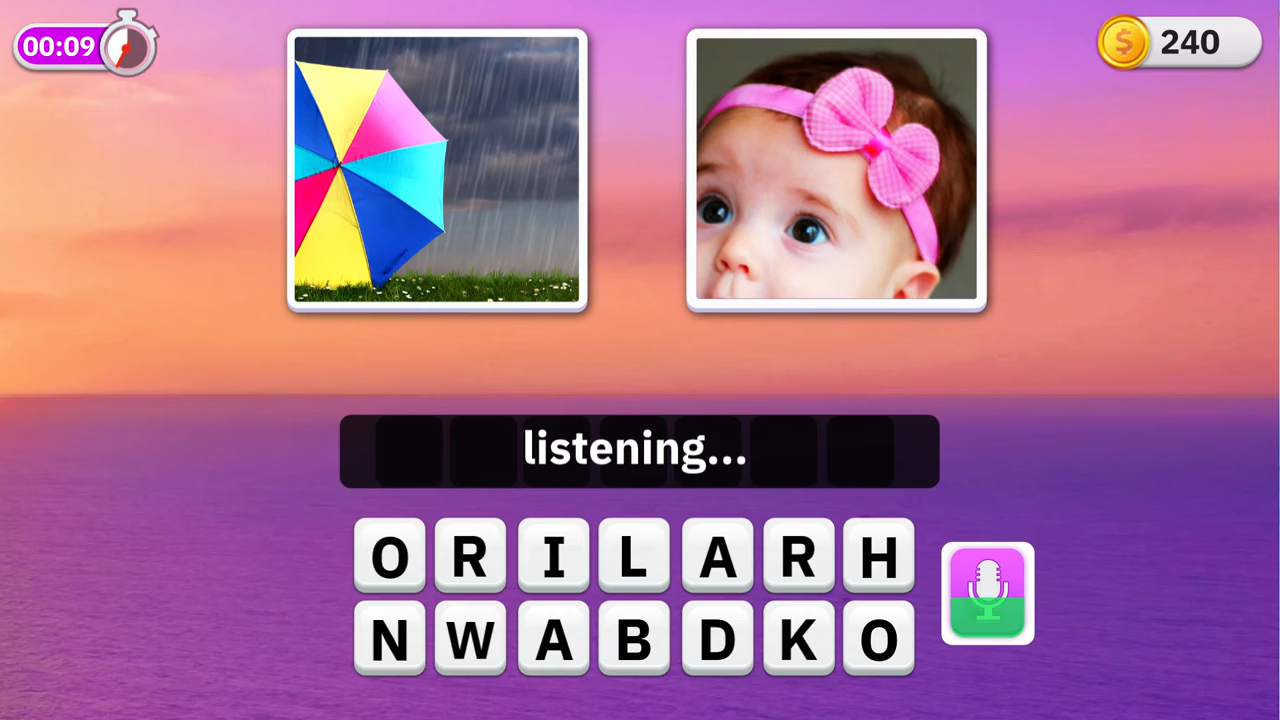 00:09
$ 240
listening...
O R I L A R H
N W A B D K O